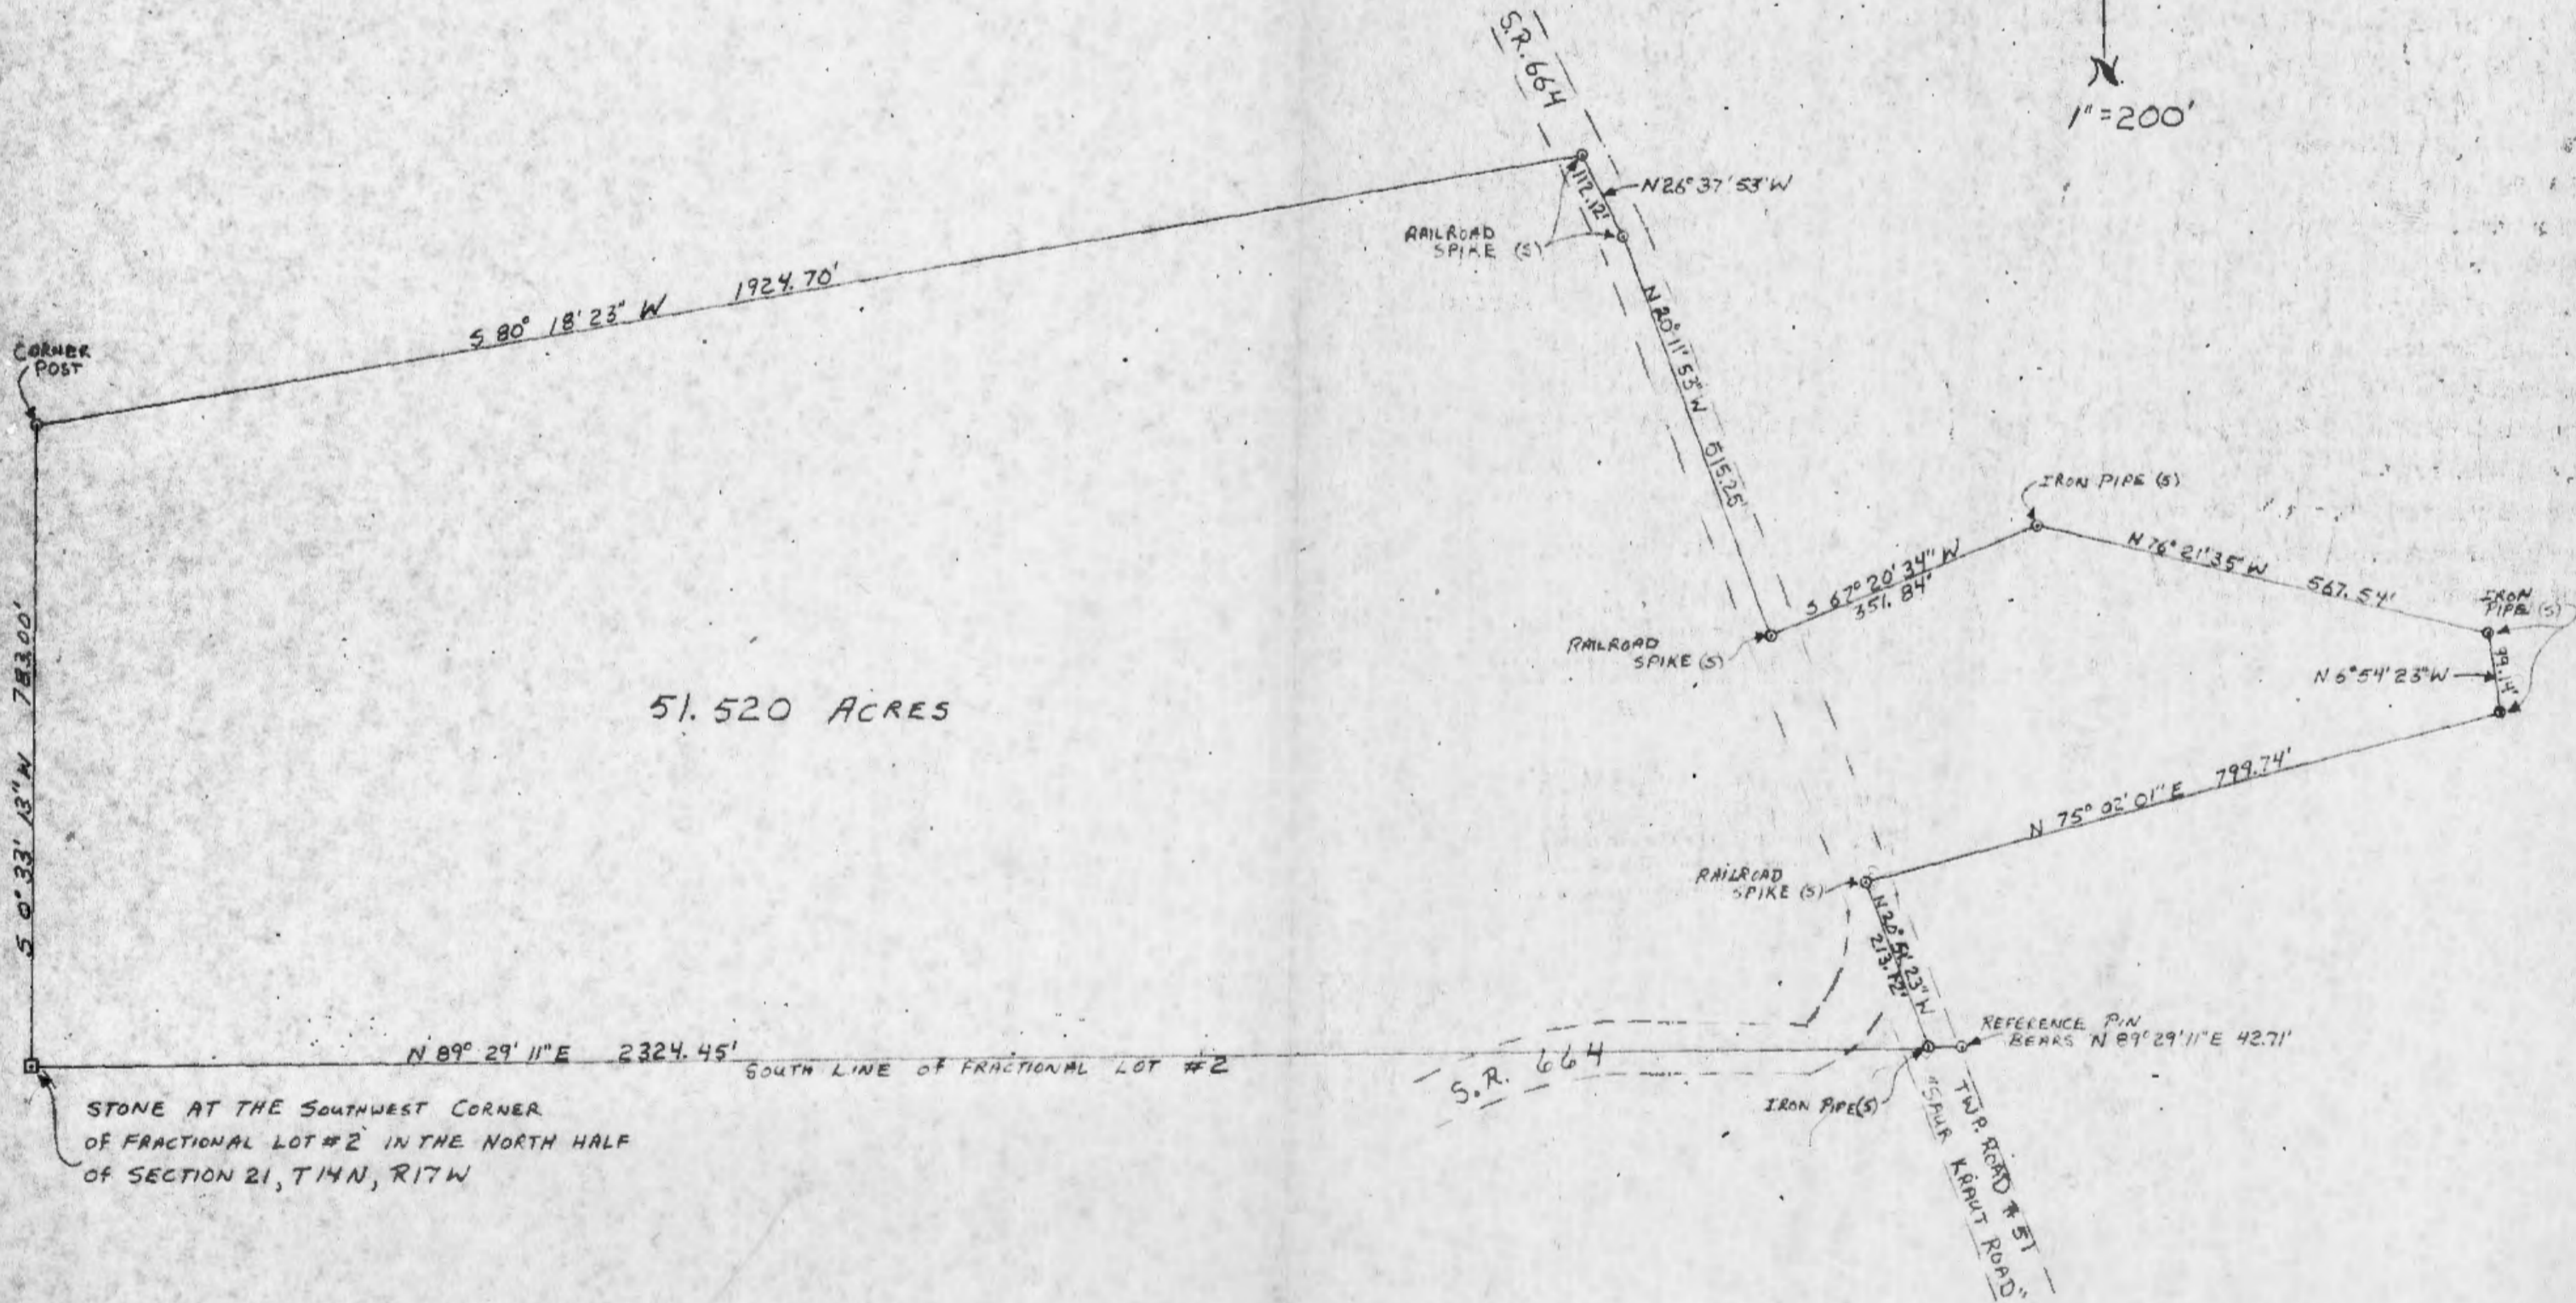 S.R. 664
N
1"=200'
N 26° 37' 53" W
112.12'
RAILROAD
SPIKE (S)
S 80° 18' 23" W 1924.70'
CORNER
POST
N 20° 11' 53" W 515.25'
IRON PIPE (S)
N 76° 21' 35" W 567.54'
S 67° 20' 34" W
351.84'
IRON
PIPE (S)
RAILROAD
SPIKE (S)
99.14'
N 6° 54' 23" W
S 0° 33' 13" W 783.00'
51.520 ACRES
N 75° 02' 01" E 799.74'
RAILROAD
SPIKE (S)
213.12'
REFERENCE PIN
BEARS N 89° 29' 11" E 42.71'
N 89° 29' 11" E 2324.45'
SOUTH LINE OF FRACTIONAL LOT #2
S.R. 664
IRON PIPE (S)
TWP. ROAD #51
"SAUR KRAUT ROAD"
STONE AT THE SOUTHWEST CORNER
OF FRACTIONAL LOT #2 IN THE NORTH HALF
OF SECTION 21, T14N, R17W